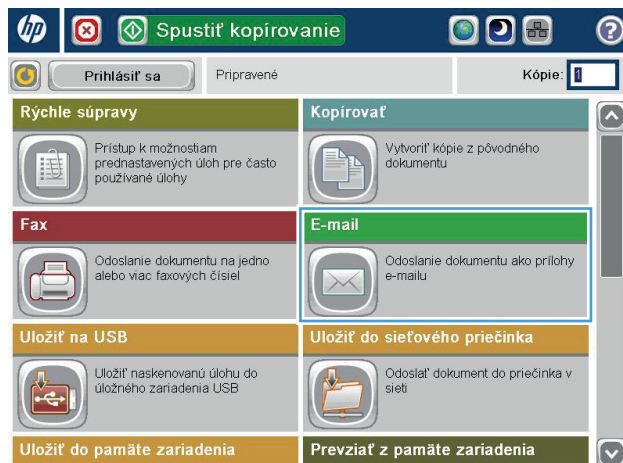 hp
Spustiť kopírovanie
?
Prihlásiť sa
Pripravené
Kópie: 1
Rýchle súpravy
Prístup k možnostiam
prednastavených úloh pre často
používané úlohy
Kopírovať
Vytvoriť kópie z pôvodného
dokumentu
Fax
Odoslanie dokumentu na jedno
alebo viac faxových čísiel
E-mail
Odoslanie dokumentu ako prílohy
e-mailu
Uložiť na USB
Uložiť naskenovanú úlohu do
úložného zariadenia USB
Uložiť do sieťového priečinka
Odoslať dokument do priečinka v
sieti
Uložiť do pamäte zariadenia
Prevziať z pamäte zariadenia